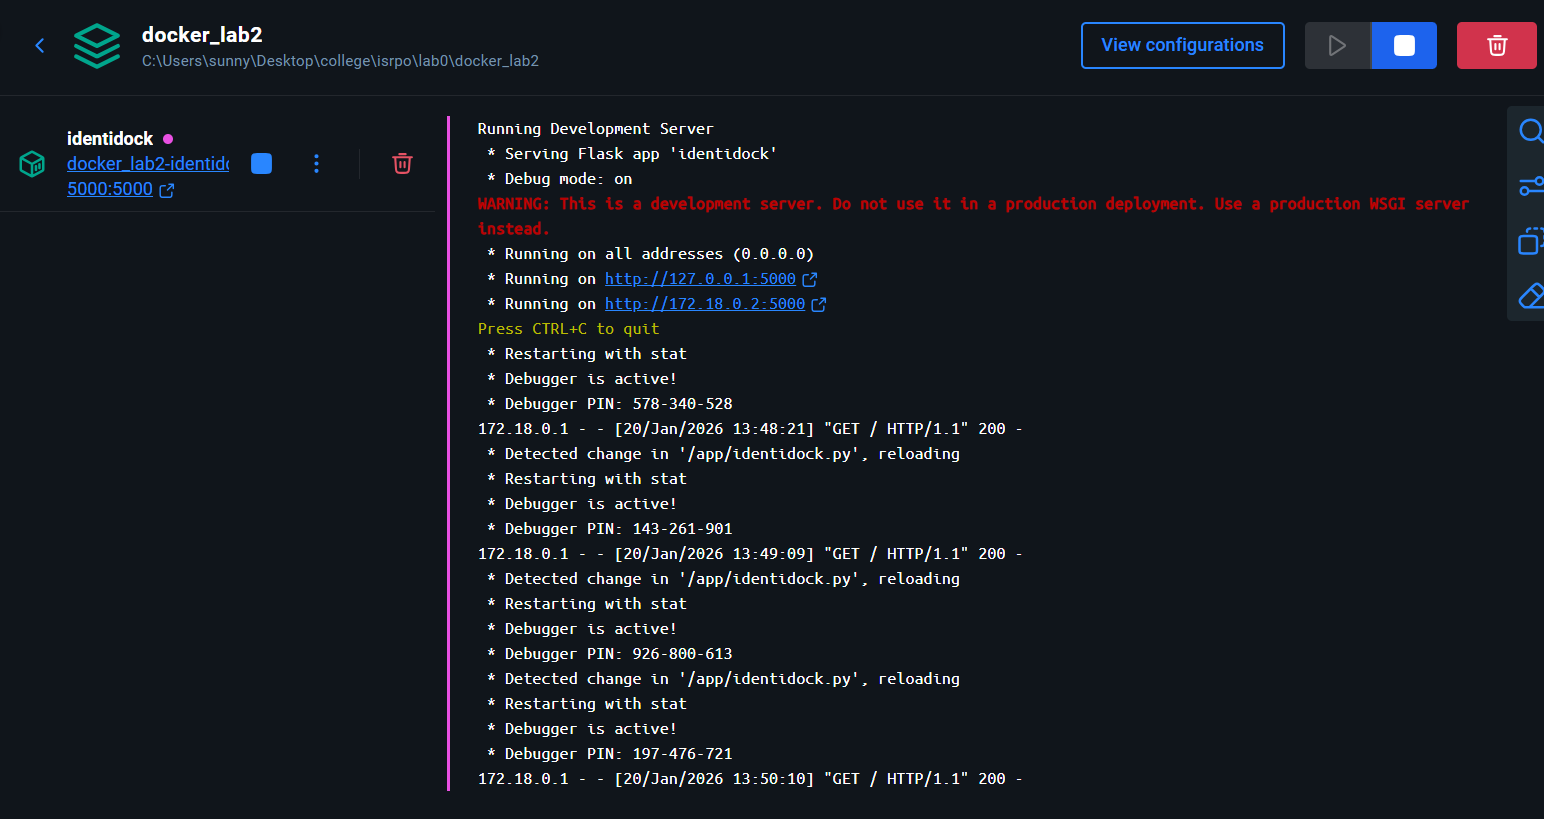 docker_lab2
C:\Users\sunny\Desktop\college\isrpo\lab0\docker_lab2
View configurations
identidock
docker_lab2-identido
5000:5000
Running Development Server
* Serving Flask app 'identidock'
* Debug mode: on
WARNING: This is a development server. Do not use it in a production deployment. Use a production WSGI server
instead.
* Running on all addresses (0.0.0.0)
* Running on http://127.0.0.1:5000
* Running on http://172.18.0.2:5000
Press CTRL+C to quit
* Restarting with stat
* Debugger is active!
* Debugger PIN: 578-340-528
172.18.0.1 - - [20/Jan/2026 13:48:21] "GET / HTTP/1.1" 200 -
* Detected change in '/app/identidock.py', reloading
* Restarting with stat
* Debugger is active!
* Debugger PIN: 143-261-901
172.18.0.1 - - [20/Jan/2026 13:49:09] "GET / HTTP/1.1" 200 -
* Detected change in '/app/identidock.py', reloading
* Restarting with stat
* Debugger is active!
* Debugger PIN: 926-800-613
* Detected change in '/app/identidock.py', reloading
* Restarting with stat
* Debugger is active!
* Debugger PIN: 197-476-721
172.18.0.1 - - [20/Jan/2026 13:50:10] "GET / HTTP/1.1" 200 -